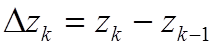 Δz_k = z_k − z_{k−1}